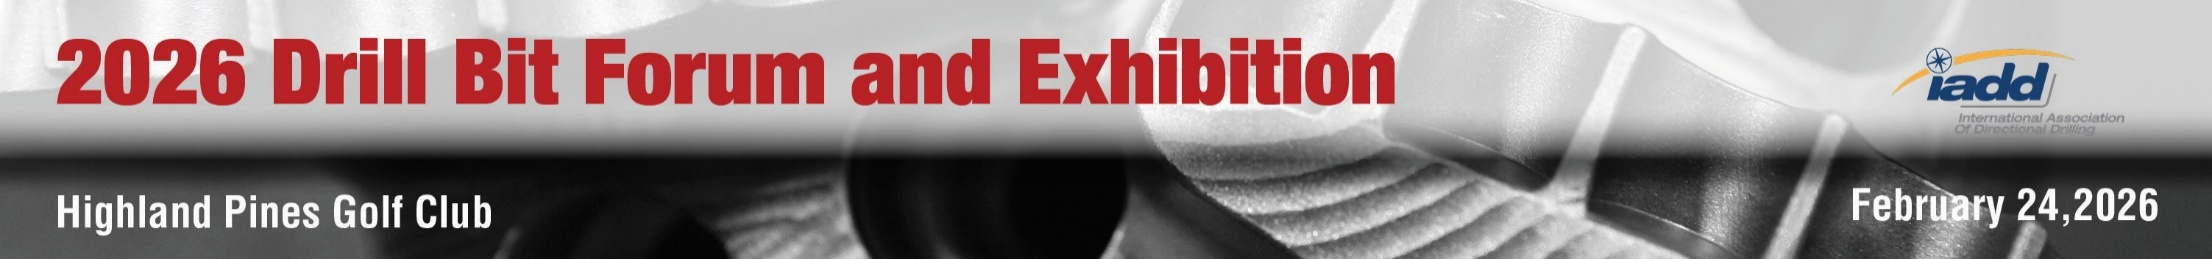 2026 Drill Bit Forum and Exhibition
iadd
International Association
Of Directional Drilling
Highland Pines Golf Club
February 24,2026